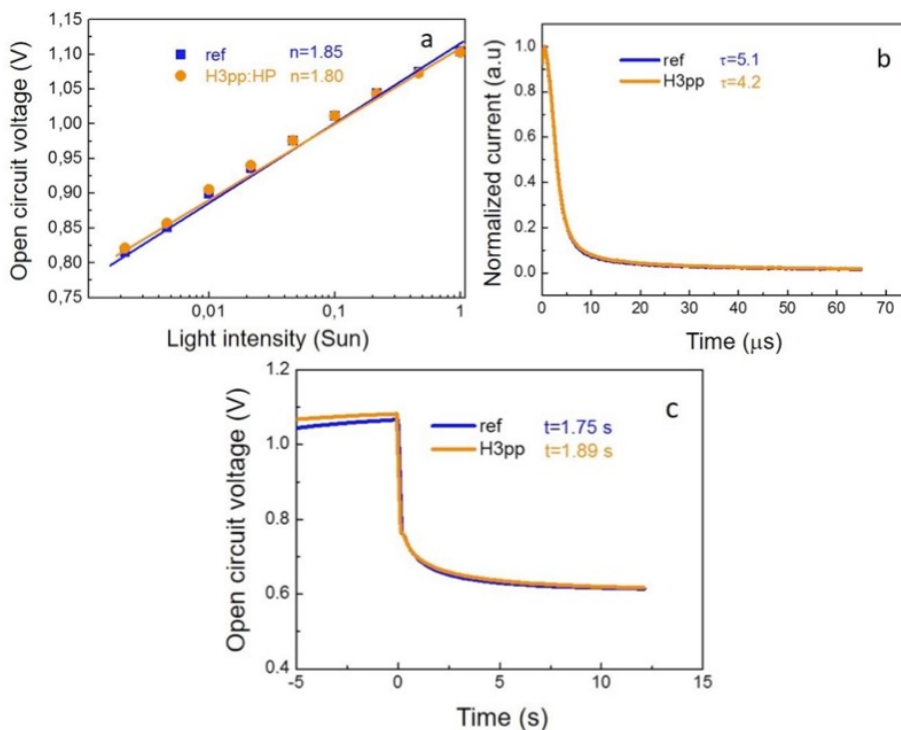 1,15
1,10
1,05
1,00
0,95
0,90
0,85
0,80
0,75
Open circuit voltage (V)
a
ref n=1.85
H3pp:HP n=1.80
0,01 0,1 1
Light intensity (Sun)
1.0
0.8
0.6
0.4
0.2
0.0
Normalized current (a.u)
b
ref τ=5.1
H3pp τ=4.2
0 10 20 30 40 50 60 70
Time (μs)
1.2
1.0
0.8
0.6
0.4
Open circuit voltage (V)
c
ref t=1.75 s
H3pp t=1.89 s
-5 0 5 10 15
Time (s)